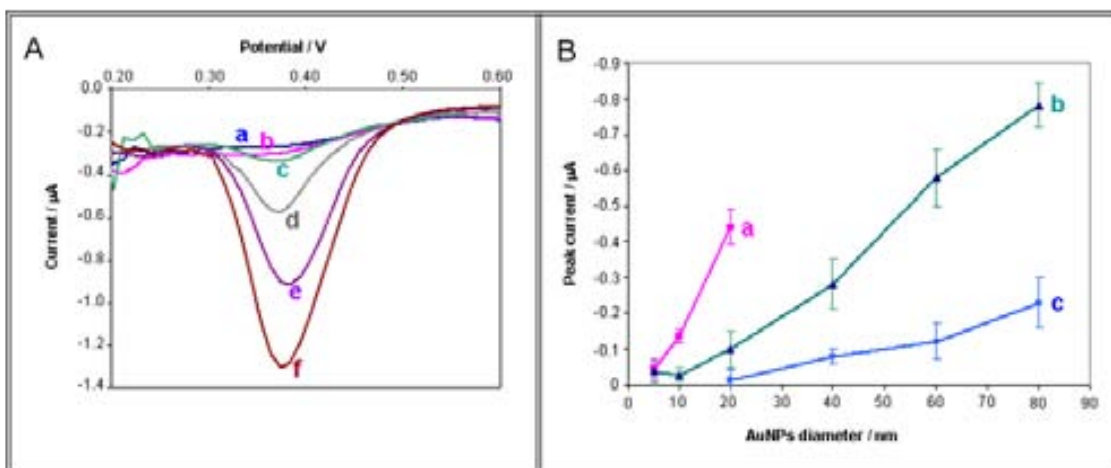 A
Potential / V
0.20 0.30 0.40 0.50 0.60
0.0
-0.2
-0.4
-0.6
-0.8
-1.0
-1.2
-1.4
Current / µA
a
b
c
d
e
f
B
-0.9
-0.8
-0.7
-0.6
-0.5
-0.4
-0.3
-0.2
-0.1
0
Peak current / µA
a
b
c
0 10 20 30 40 50 60 70 80 90
AuNPs diameter / nm